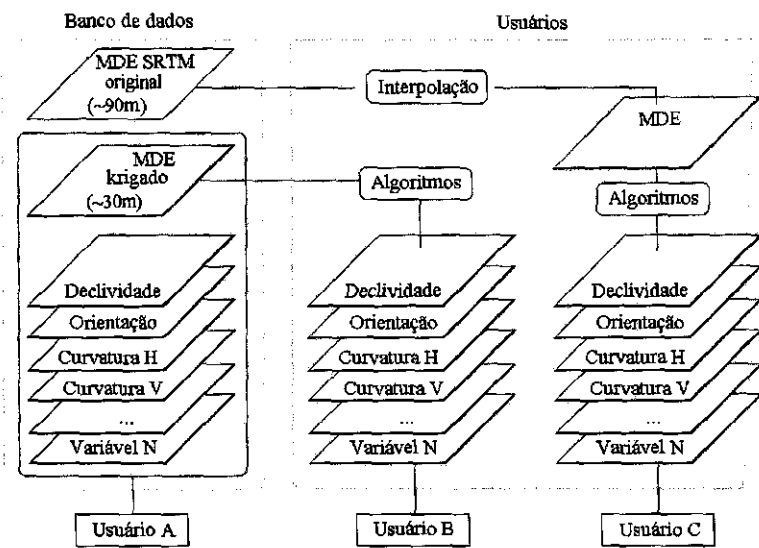 Banco de dados
Usuários
MDE SRTM
original
(~90m)
Interpolação
MDE
MDE
krigado
(~30m)
Algoritmos
Algoritmos
Declividade
Orientação
Curvatura H
Curvatura V
...
Variável N
Declividade
Orientação
Curvatura H
Curvatura V
...
Variável N
Declividade
Orientação
Curvatura H
Curvatura V
...
Variável N
Usuário A
Usuário B
Usuário C